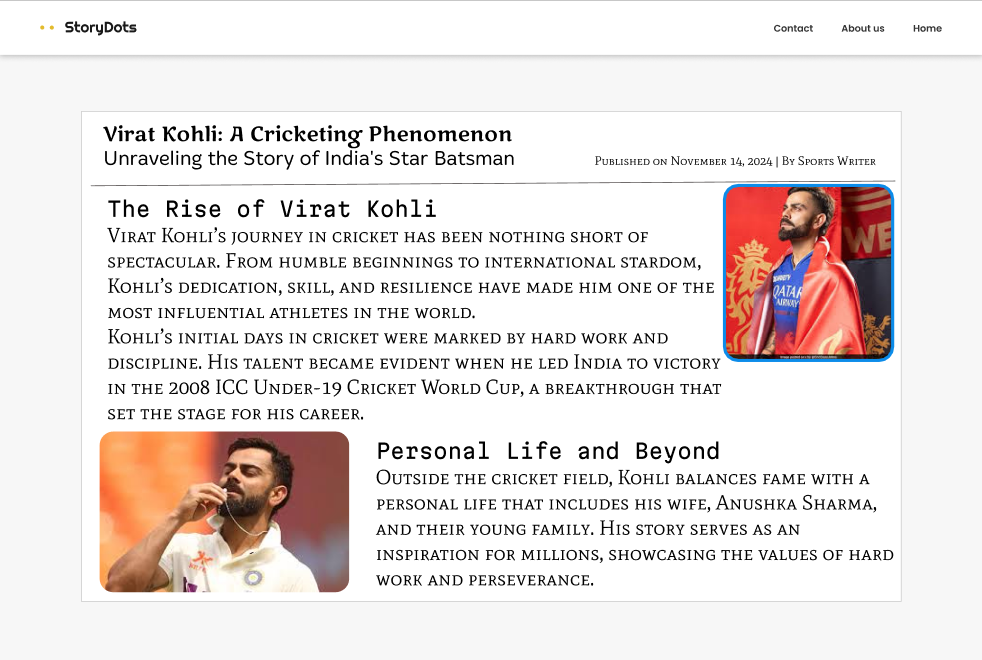 StoryDots
Contact About us Home
Virat Kohli: A Cricketing Phenomenon
Unraveling the Story of India's Star Batsman
Published on November 14, 2024 | By Sports Writer
The Rise of Virat Kohli
Virat Kohli’s journey in cricket has been nothing short of
spectacular. From humble beginnings to international stardom,
Kohli’s dedication, skill, and resilience have made him one of the
most influential athletes in the world.
Kohli’s initial days in cricket were marked by hard work and
discipline. His talent became evident when he led India to victory
in the 2008 ICC Under-19 Cricket World Cup, a breakthrough that
set the stage for his career.
WE
QATAR
AIRWAYS
Personal Life and Beyond
Outside the cricket field, Kohli balances fame with a
personal life that includes his wife, Anushka Sharma,
and their young family. His story serves as an
inspiration for millions, showcasing the values of hard
work and perseverance.